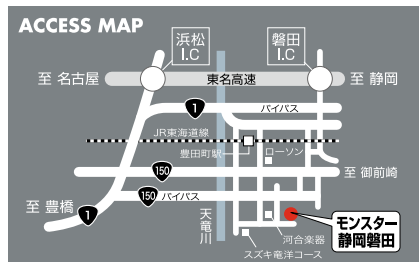 ACCESS MAP
浜松
I.C
磐田
I.C
至 名古屋
東名高速
至 静岡
1
バイパス
JR東海道線
豊田町駅
ローソン
150
至 御前崎
150
バイパス
至 豊橋
1
天竜川
河合楽器
スズキ竜洋コース
モンスター
静岡磐田